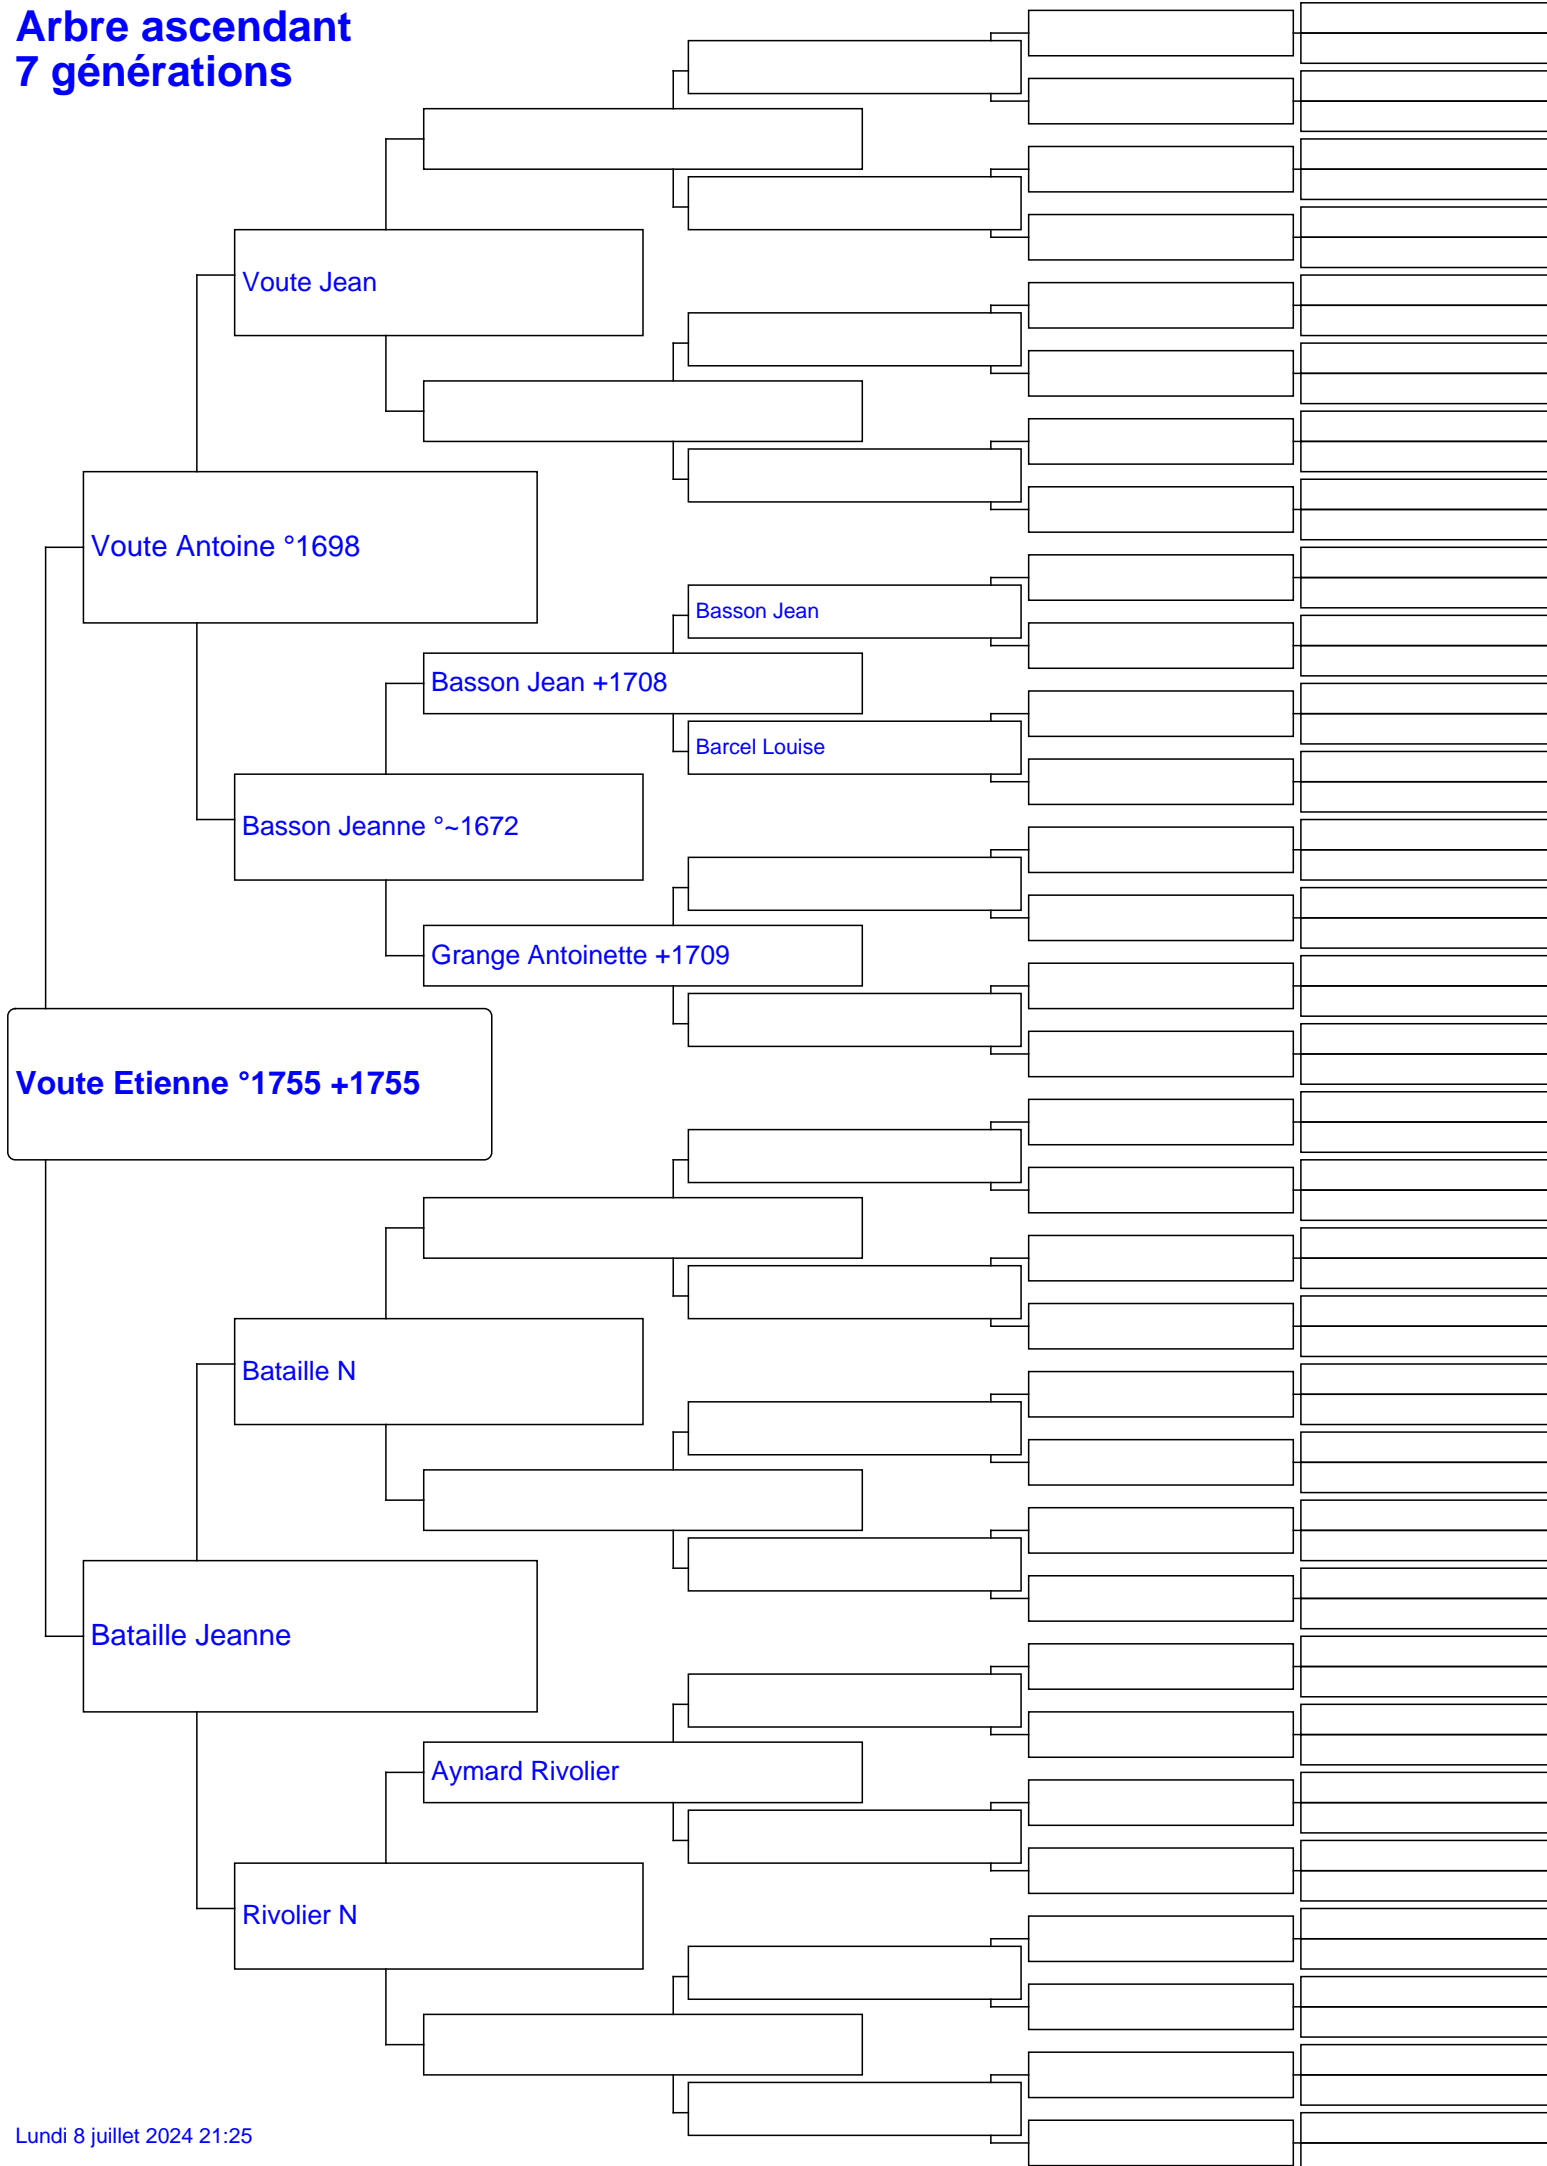 Arbre ascendant
7 générations
Voute Jean
Voute Antoine °1698
Basson Jean
Basson Jean +1708
Barcel Louise
Basson Jeanne °~1672
Grange Antoinette +1709
Voute Etienne °1755 +1755
Bataille N
Bataille Jeanne
Aymard Rivolier
Rivolier N
Lundi 8 juillet 2024 21:25